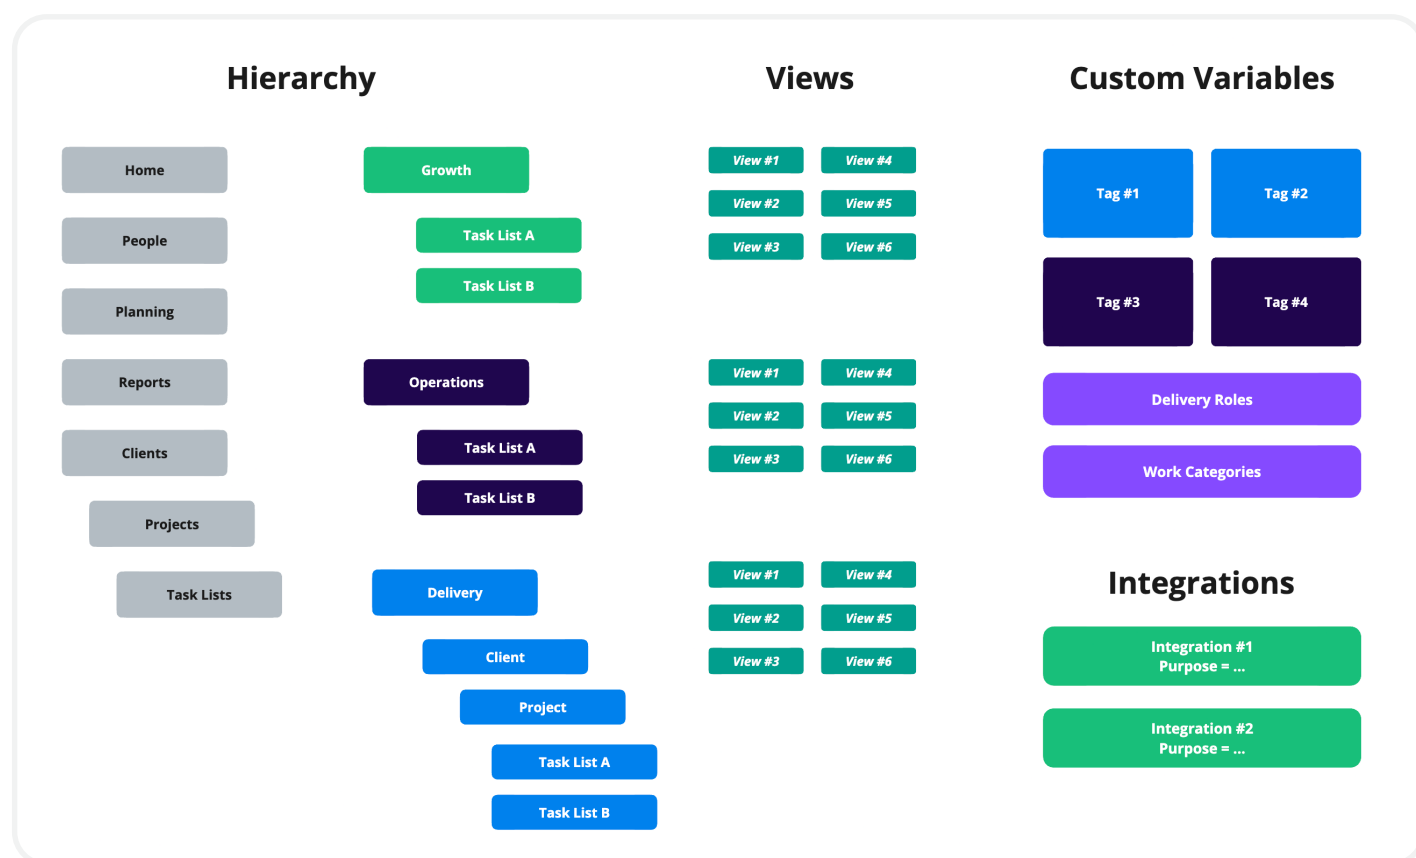 Hierarchy
Home
People
Planning
Reports
Clients
Projects
Task Lists
Growth
Task List A
Task List B
Operations
Task List A
Task List B
Delivery
Client
Project
Task List A
Task List B
Views
View #1
View #4
View #2
View #5
View #3
View #6
View #1
View #4
View #2
View #5
View #3
View #6
View #1
View #4
View #2
View #5
View #3
View #6
Custom Variables
Tag #1
Tag #2
Tag #3
Tag #4
Delivery Roles
Work Categories
Integrations
Integration #1
Purpose = ...
Integration #2
Purpose = ...